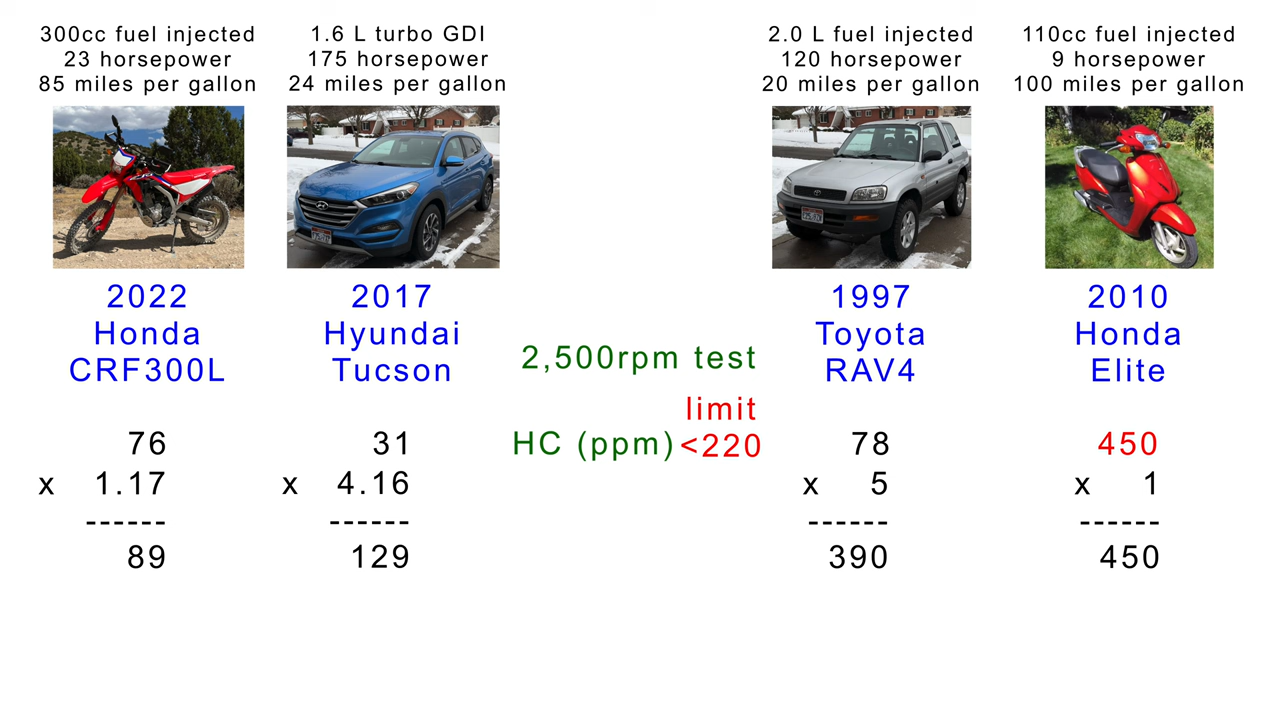 300cc fuel injected
23 horsepower
85 miles per gallon
1.6 L turbo GDI
175 horsepower
24 miles per gallon
2.0 L fuel injected
120 horsepower
20 miles per gallon
110cc fuel injected
9 horsepower
100 miles per gallon
2022
Honda
CRF300L
2017
Hyundai
Tucson
2,500rpm test
limit
HC (ppm) <220
1997
Toyota
RAV4
2010
Honda
Elite
76
x 1.17
------
89
31
x 4.16
------
129
78
x 5
------
390
450
x 1
------
450